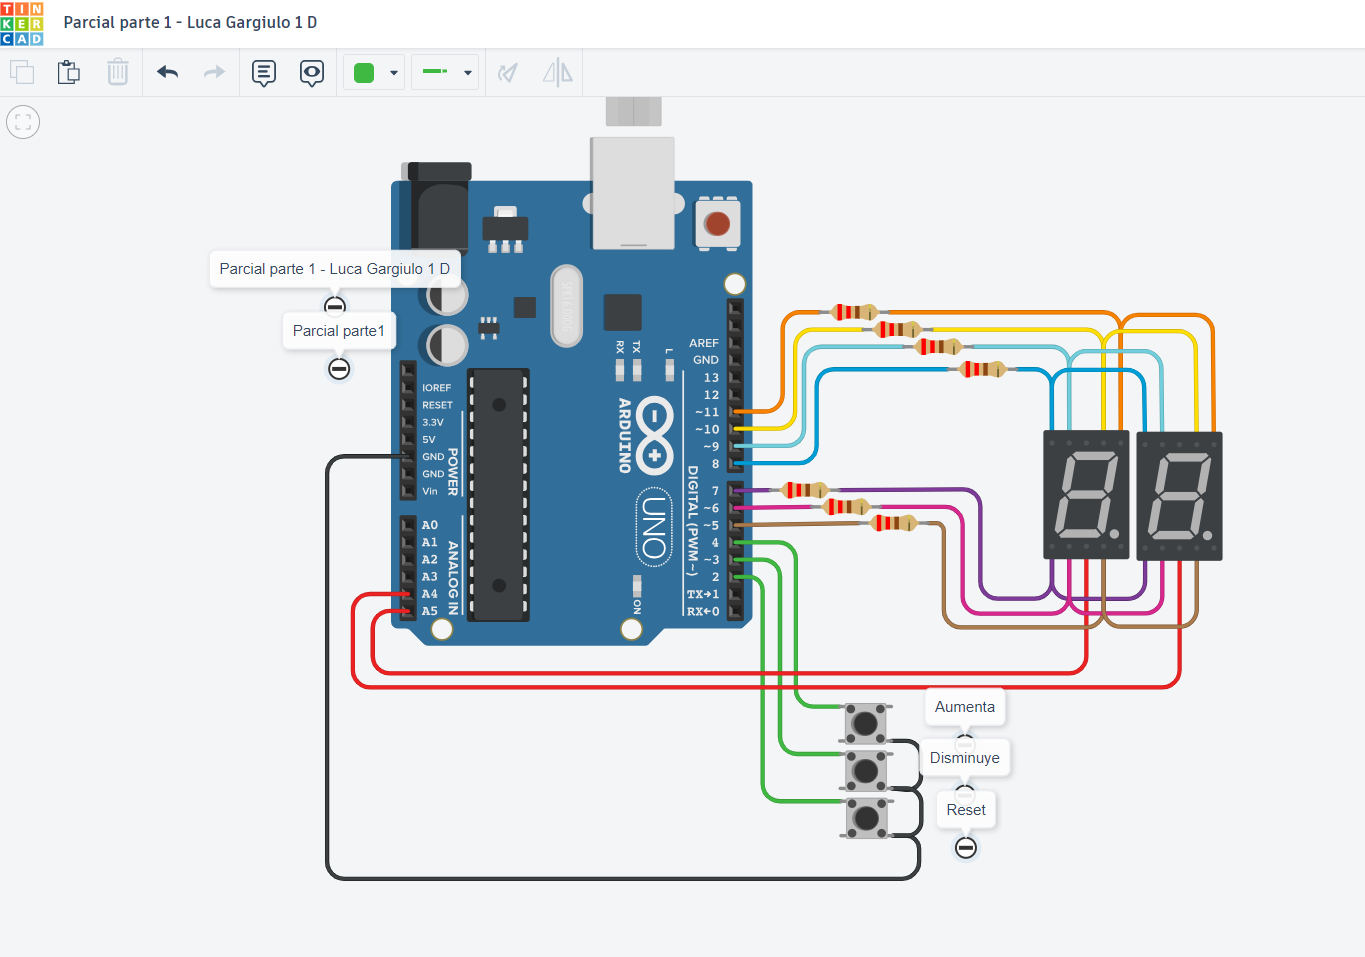 TINKERCAD
Parcial parte 1 - Luca Gargiulo 1 D
Parcial parte 1 - Luca Gargiulo 1 D
Parcial parte1
RX
TX
L
AREF
GND
13
12
~11
~10
~9
8
7
~6
~5
4
~3
2
TX→1
RX←0
DIGITAL (PWM~)
ARDUINO
UNO
ON
IOREF
RESET
3.3V
5V
GND
GND
Vin
POWER
A0
A1
A2
A3
A4
A5
ANALOG IN
Aumenta
Disminuye
Reset